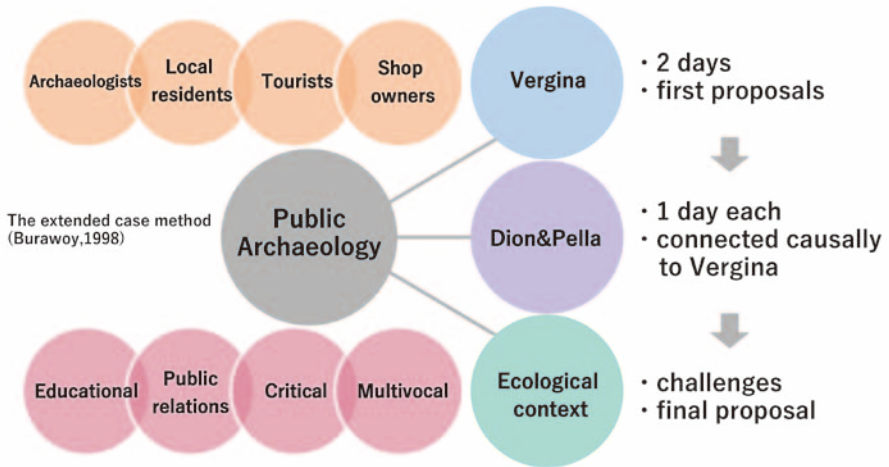 Archaeologists
Local
residents
Tourists
Shop
owners
Vergina
・2 days
・first proposals
The extended case method
(Burawoy,1998)
Public
Archaeology
Dion&Pella
・1 day each
・connected causally
to Vergina
Educational
Public
relations
Critical
Multivocal
Ecological
context
・challenges
・final proposal